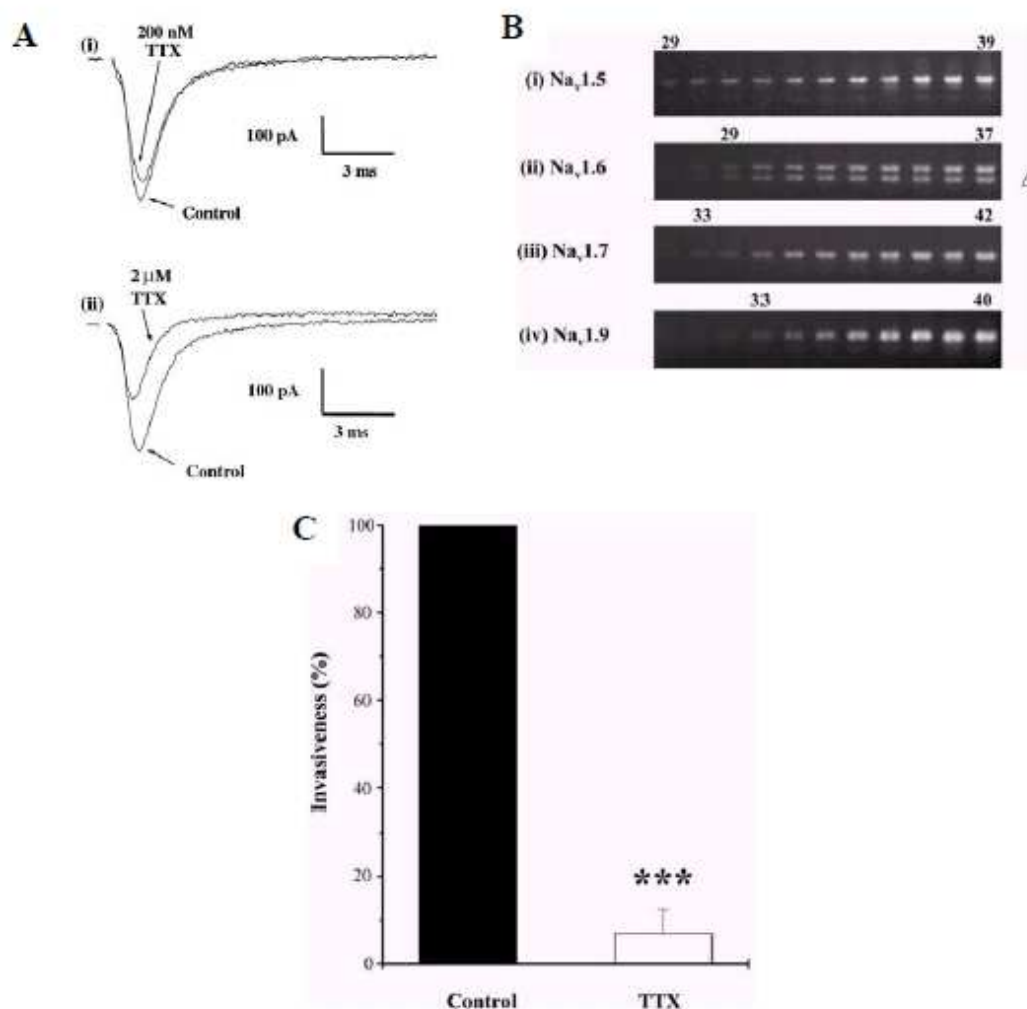 A
(i)
200 nM
TTX
100 pA
3 ms
Control
(ii)
2 μM
TTX
100 pA
3 ms
Control
B
29 39
(i) Nav1.5
29 37
(ii) Nav1.6
33 42
(iii) Nav1.7
33 40
(iv) Nav1.9
C
100
80
60
40
20
0
Invasiveness (%)
***
Control TTX